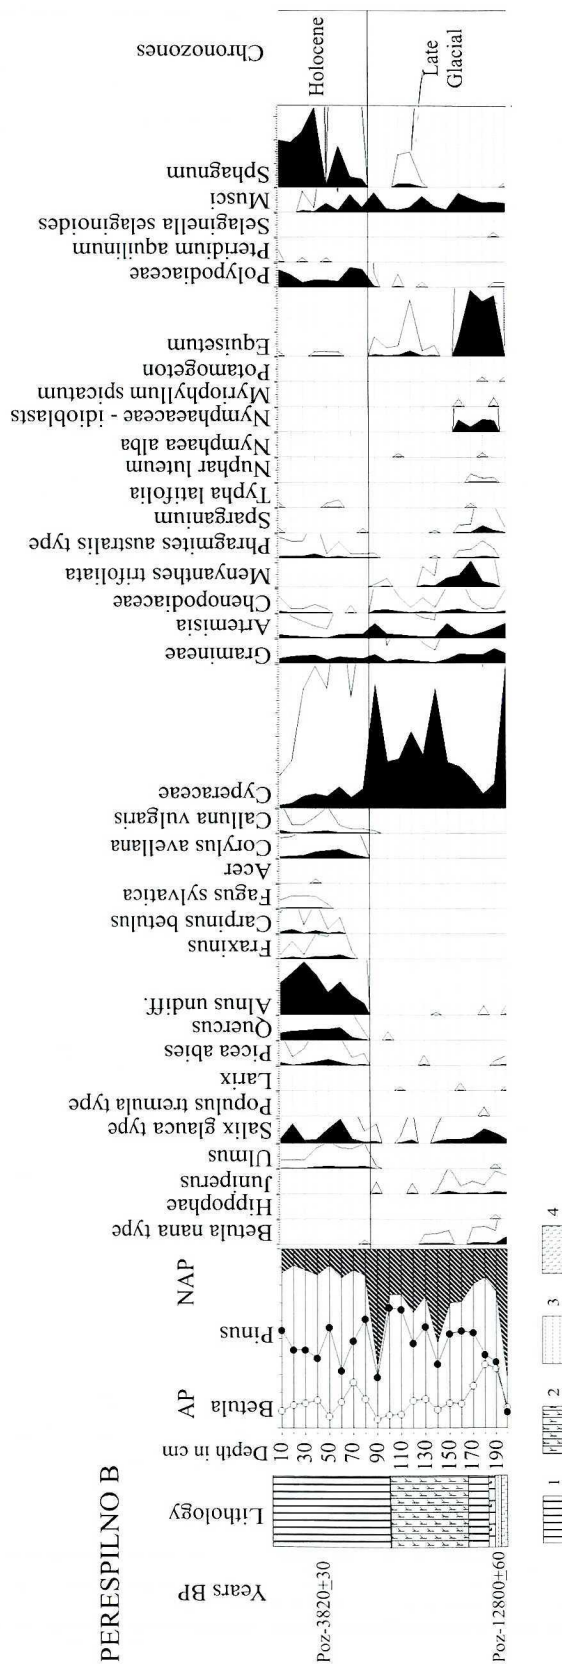 PERESPILNO B
Years BP
Lithology
Depth in cm
AP
NAP
Betula
Pinus
Betula nana type
Hippophae
Juniperus
Ulmus
Salix glauca type
Populus tremula type
Larix
Picea abies
Quercus
Alnus undiff.
Fraxinus
Carpinus betulus
Fagus sylvatica
Acer
Corylus avellana
Calluna vulgaris
Cyperaceae
Gramineae
Artemisia
Chenopodiaceae
Menyanthes trifoliata
Phragmites australis type
Sparganium
Typha latifolia
Nuphar luteum
Nymphaea alba
Nymphaeaceae - idioblasts
Myriophyllum spicatum
Potamogeton
Equisetum
Polypodiaceae
Pteridium aquilinum
Selaginella selaginoides
Musci
Sphagnum
Chronozones
Poz-3820±30
Poz-12800±60
10
30
50
70
90
110
130
150
170
190
Holocene
Late
Glacial
1
2
3
4